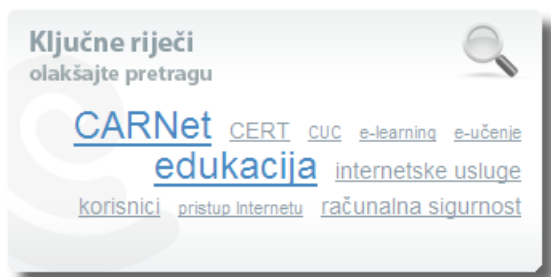 Ključne riječi
olakšajte pretragu
CARNet CERT CUC e-learning e-učenje
edukacija internetske usluge
korisnici pristup Internetu računalna sigurnost